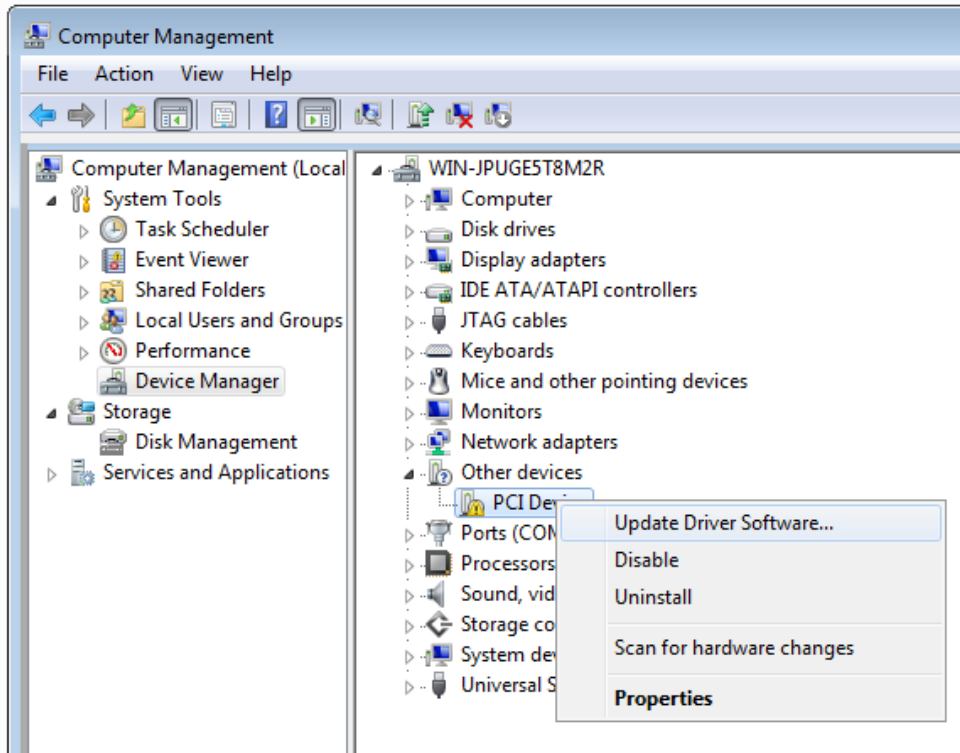 Computer Management
File Action View Help
Computer Management (Local
System Tools
Task Scheduler
Event Viewer
Shared Folders
Local Users and Groups
Performance
Device Manager
Storage
Disk Management
Services and Applications
WIN-JPUGE5T8M2R
Computer
Disk drives
Display adapters
IDE ATA/ATAPI controllers
JTAG cables
Keyboards
Mice and other pointing devices
Monitors
Network adapters
Other devices
PCI Dev
Ports (COM
Processors
Sound, vid
Storage co
System dev
Universal S
Update Driver Software...
Disable
Uninstall
Scan for hardware changes
Properties